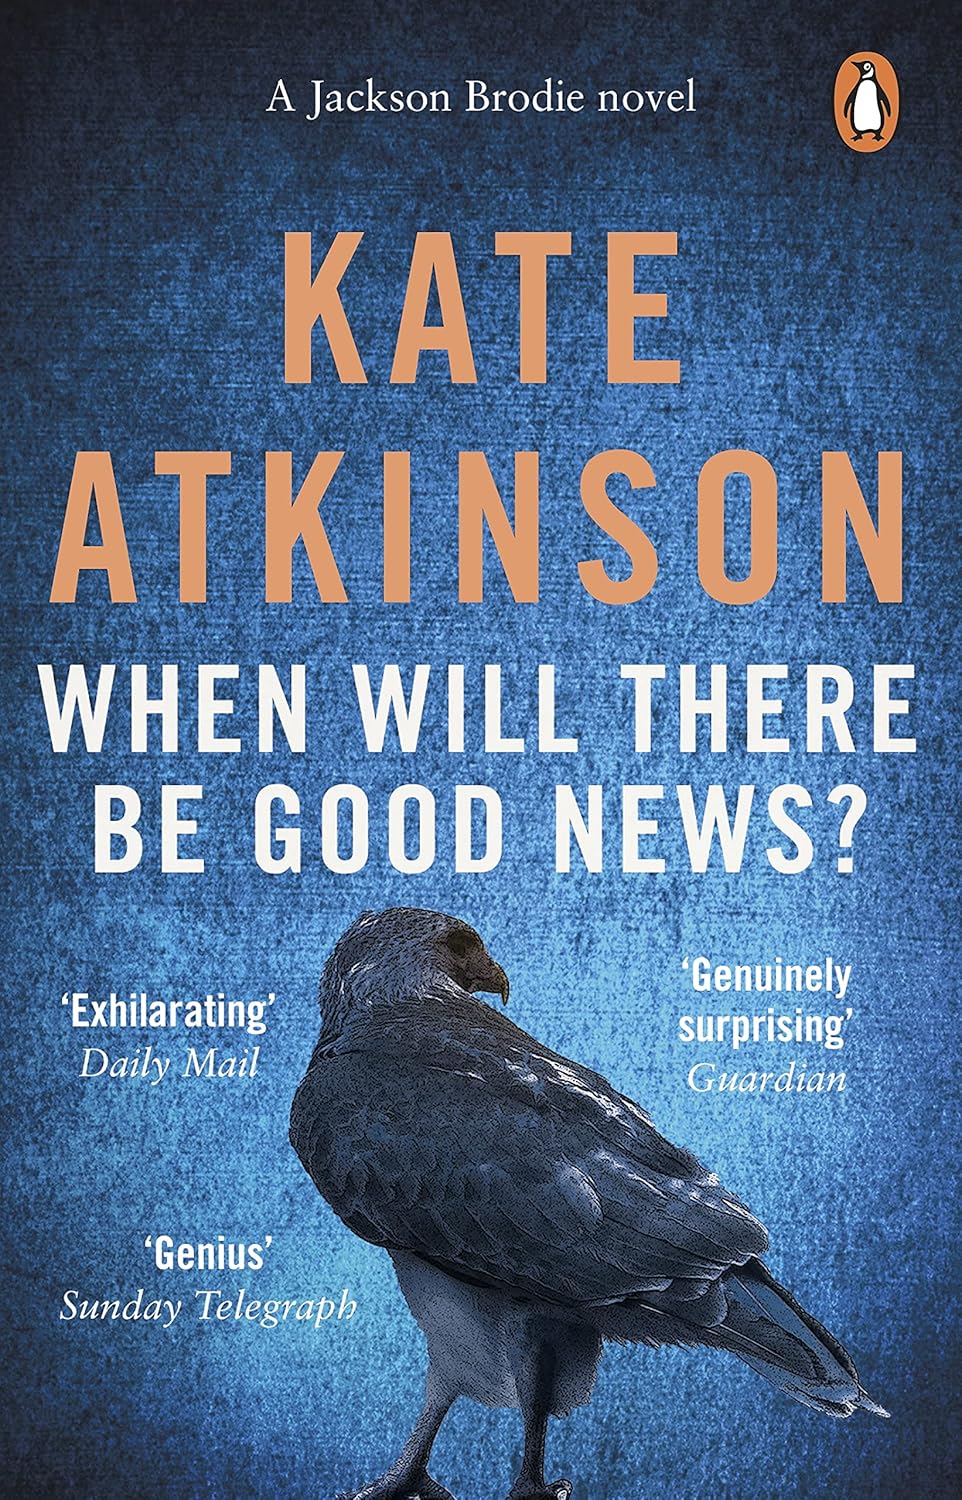 A Jackson Brodie novel
KATE
ATKINSON
WHEN WILL THERE
BE GOOD NEWS?
‘Exhilarating’
Daily Mail
‘Genuinely
surprising’
Guardian
‘Genius’
Sunday Telegraph